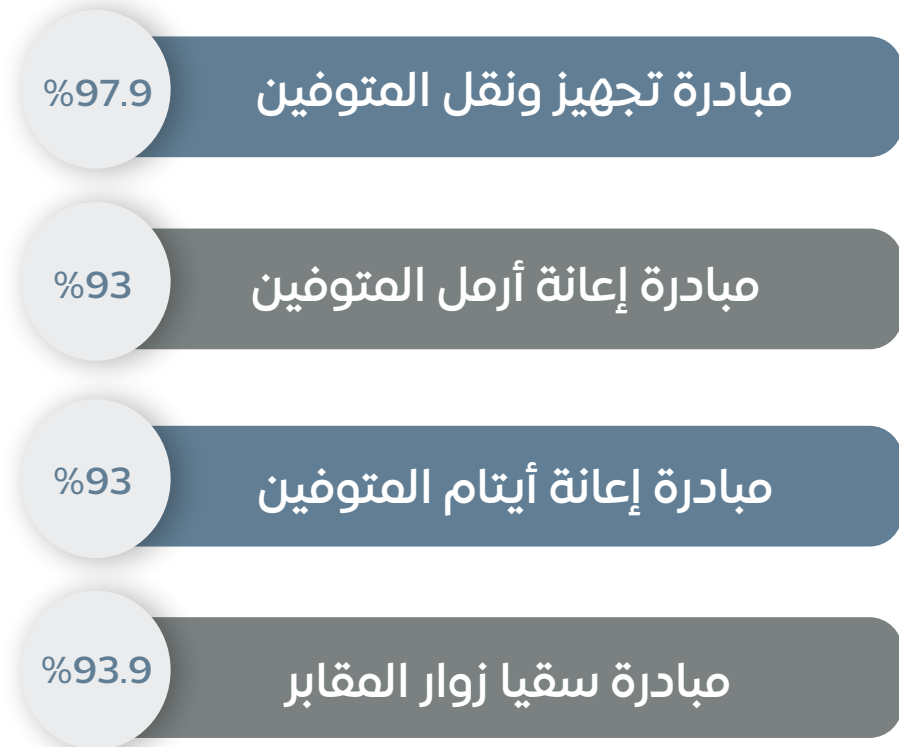 مبادرة تجهيز ونقل المتوفين
%97.9
مبادرة إعانة أرمل المتوفين
%93
مبادرة إعانة أيتام المتوفين
%93
مبادرة سقيا زوار المقابر
%93.9